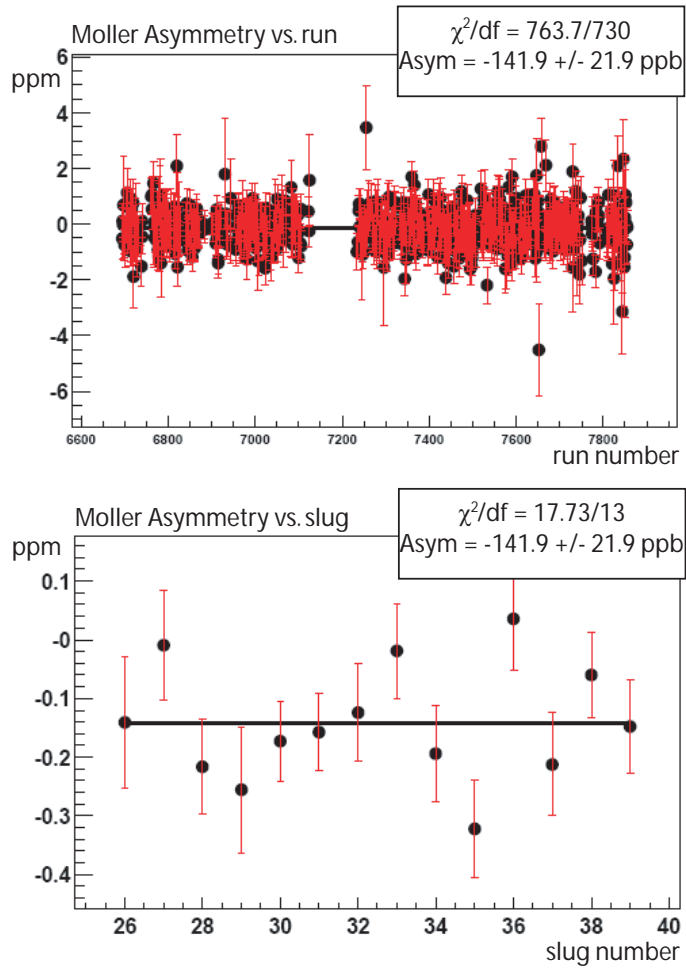 Moller Asymmetry vs. run
χ²/df = 763.7/730
Asym = -141.9 +/- 21.9 ppb
ppm
6
4
2
0
-2
-4
-6
6600 6800 7000 7200 7400 7600 7800
run number
Moller Asymmetry vs. slug
χ²/df = 17.73/13
Asym = -141.9 +/- 21.9 ppb
ppm
0.1
-0
-0.1
-0.2
-0.3
-0.4
26 28 30 32 34 36 38 40
slug number